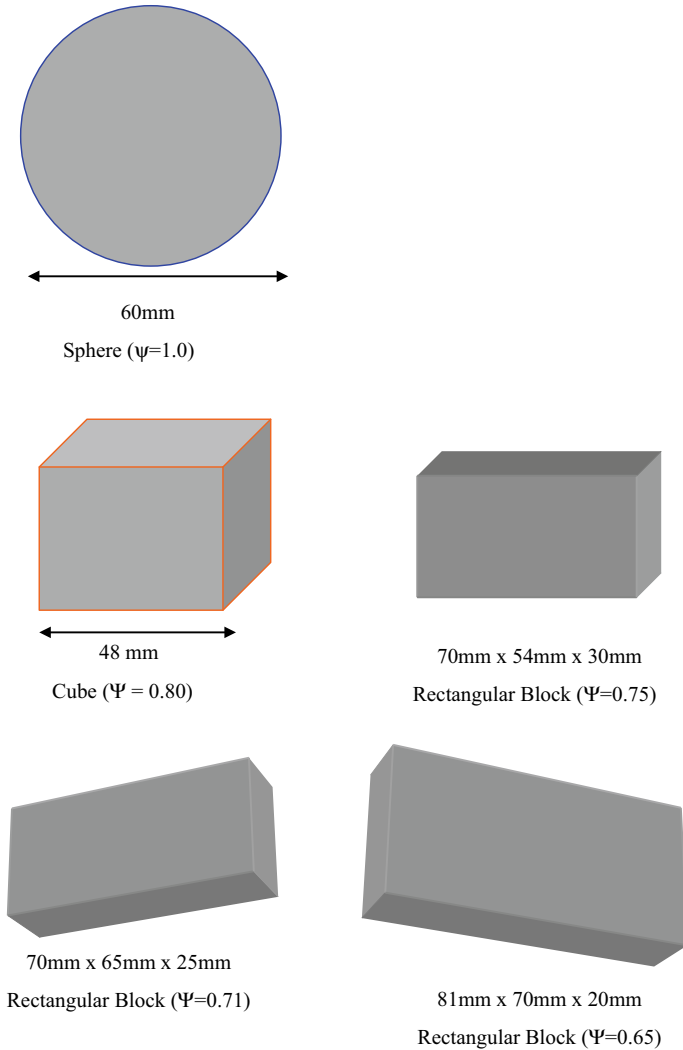 60mm
Sphere (ψ=1.0)
48 mm
Cube (Ψ = 0.80)
70mm x 54mm x 30mm
Rectangular Block (Ψ=0.75)
70mm x 65mm x 25mm
Rectangular Block (Ψ=0.71)
81mm x 70mm x 20mm
Rectangular Block (Ψ=0.65)